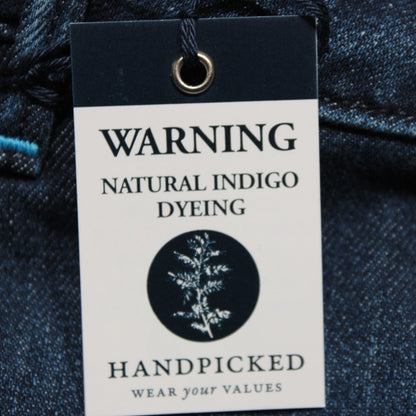 WARNING
NATURAL INDIGO
DYEING
HANDPICKED
WEAR your VALUES